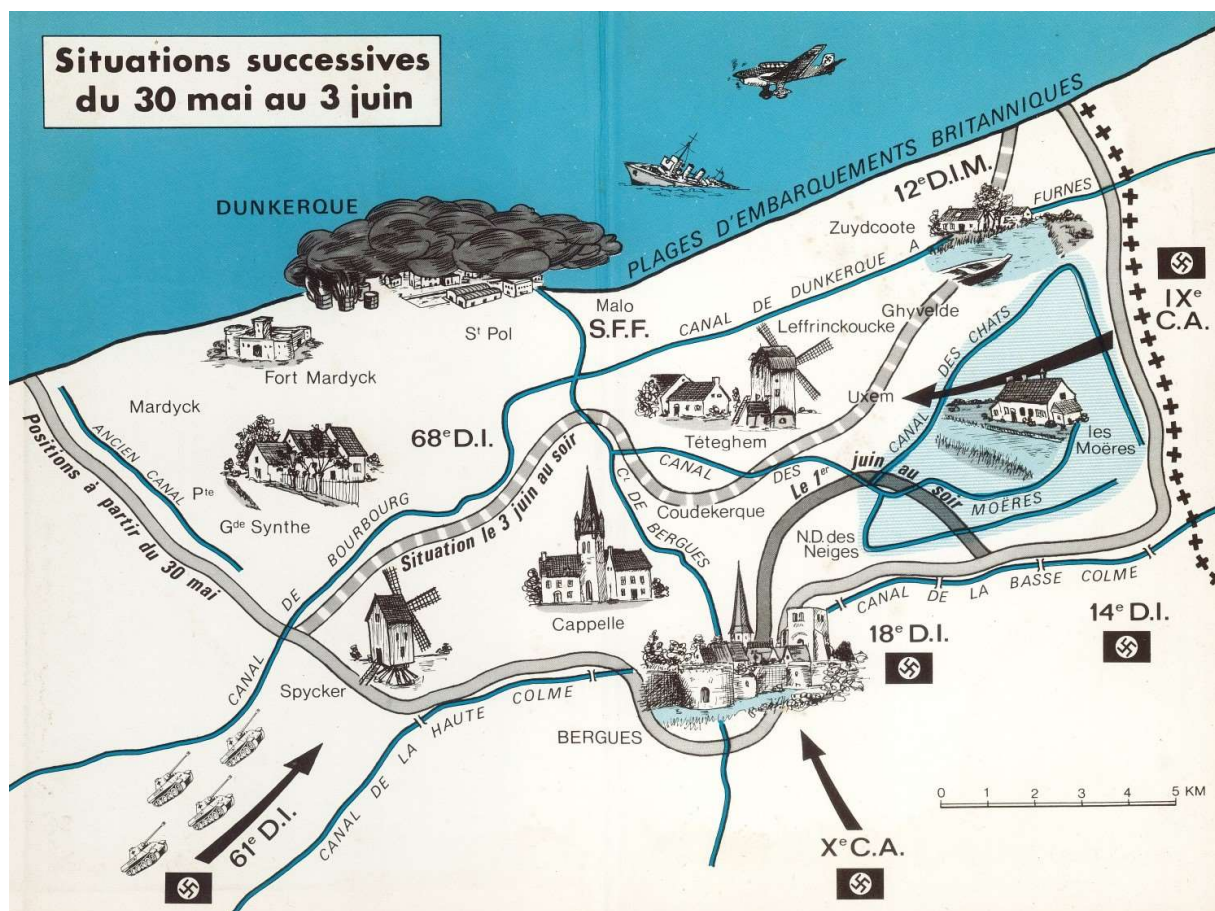 Situations successives
du 30 mai au 3 juin
DUNKERQUE
PLAGES D'EMBARQUEMENTS BRITANNIQUES
12e D.I.M.
FURNES
Zuydcoote
CANAL DE DUNKERQUE A
IXe
C.A.
Malo
S.F.F.
St Pol
Leffrinckoucke
Ghyvelde
Fort Mardyck
CANAL DES CHATS
Mardyck
Uxem
68e D.I.
Téteghem
les
Moëres
ANCIEN CANAL
Positions à partir du 30 mai
Pte
Gde Synthe
CANAL DES MOËRES
Le 1er juin au soir
Coudekerque
CL DE BERGUES
Situation le 3 juin au soir
N.D. des
Neiges
CANAL DE BOURBOURG
CANAL DE LA BASSE COLME
Cappelle
18e D.I.
14e D.I.
Spycker
CANAL DE LA HAUTE COLME
BERGUES
0 1 2 3 4 5 KM
61e D.I.
Xe C.A.